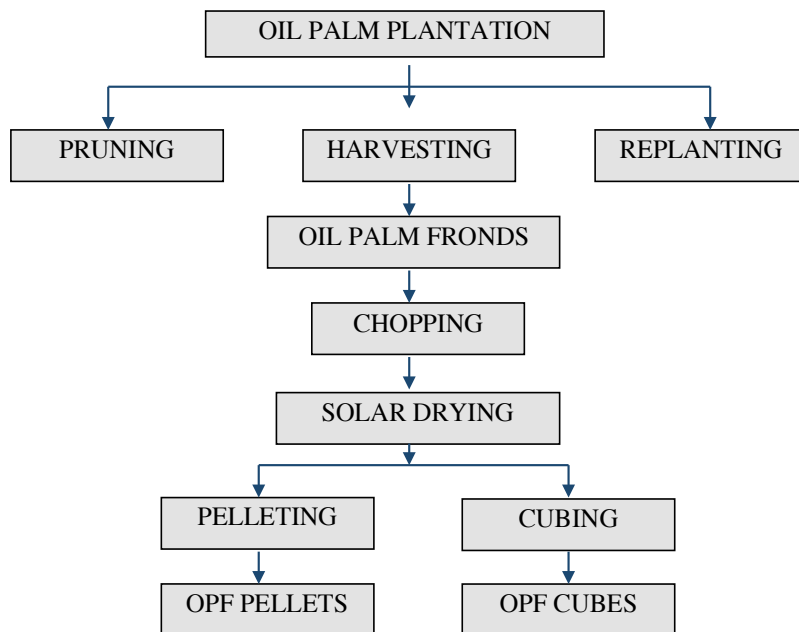 OIL PALM PLANTATION
PRUNING
HARVESTING
REPLANTING
OIL PALM FRONDS
CHOPPING
SOLAR DRYING
PELLETING
CUBING
OPF PELLETS
OPF CUBES